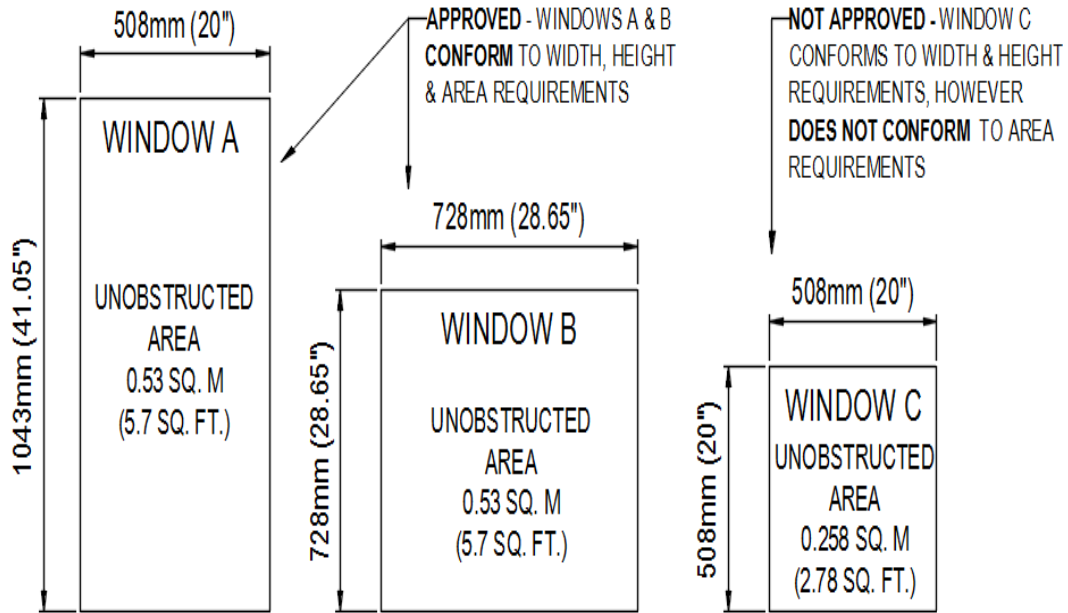 508mm (20")
WINDOW A
UNOBSTRUCTED
AREA
0.53 SQ. M
(5.7 SQ. FT.)
1043mm (41.05")
APPROVED - WINDOWS A & B
CONFORM TO WIDTH, HEIGHT
& AREA REQUIREMENTS
728mm (28.65")
WINDOW B
UNOBSTRUCTED
AREA
0.53 SQ. M
(5.7 SQ. FT.)
728mm (28.65")
NOT APPROVED - WINDOW C
CONFORMS TO WIDTH & HEIGHT
REQUIREMENTS, HOWEVER
DOES NOT CONFORM TO AREA
REQUIREMENTS
508mm (20")
WINDOW C
UNOBSTRUCTED
AREA
0.258 SQ. M
(2.78 SQ. FT.)
508mm (20")